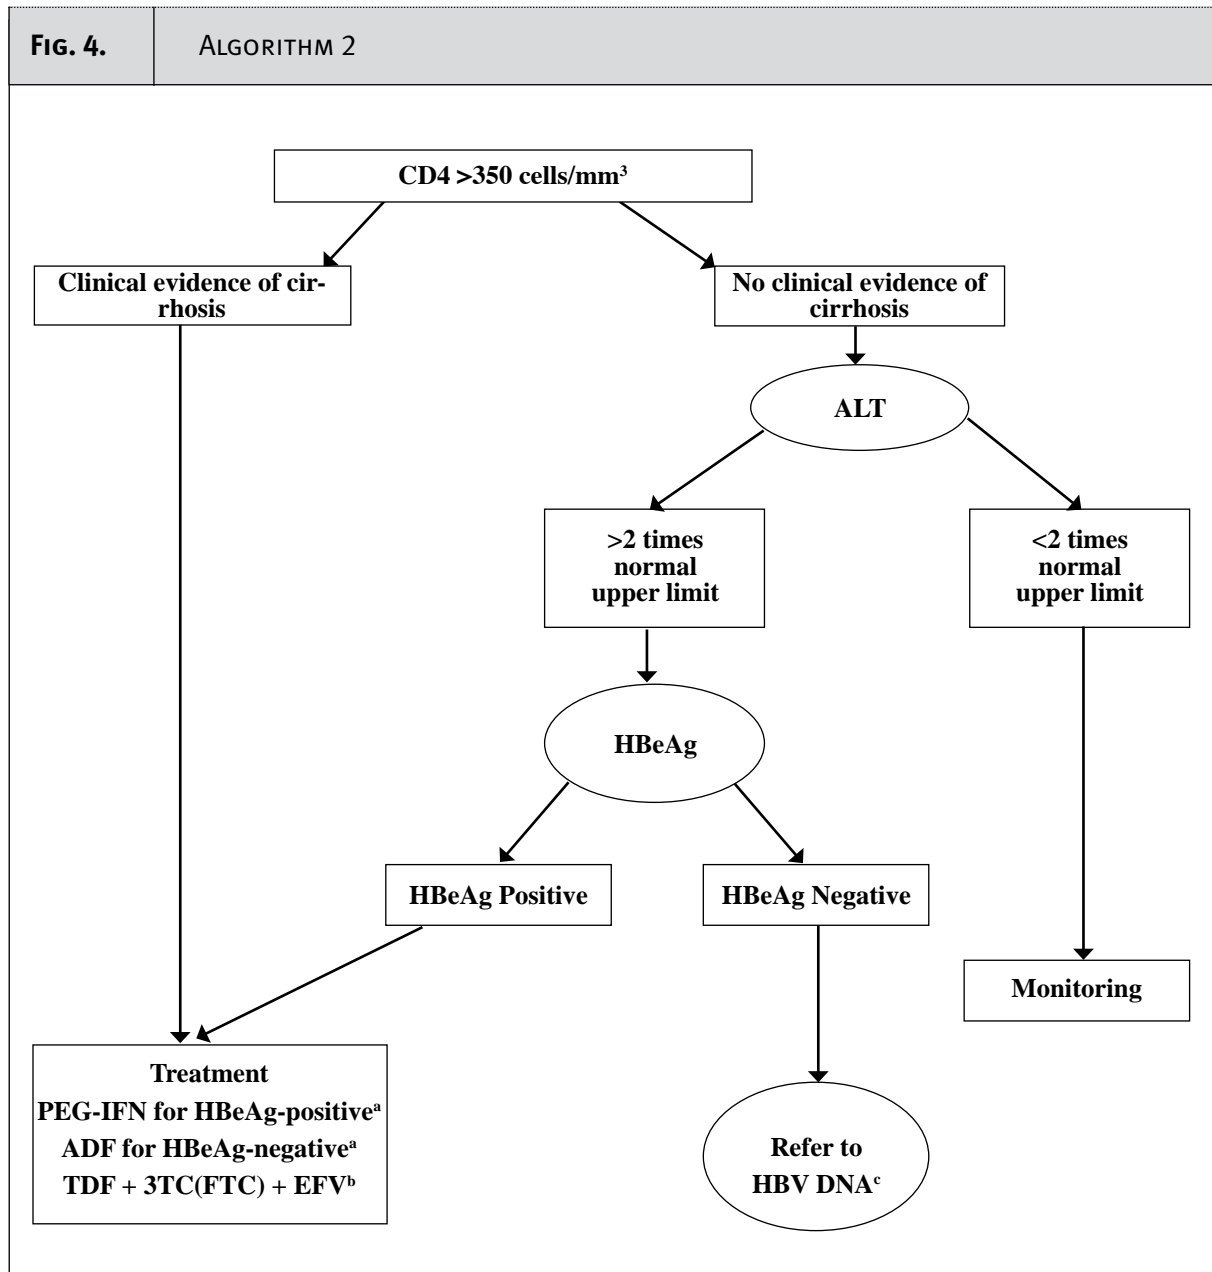 FIG. 4.
ALGORITHM 2
CD4 >350 cells/mm³
Clinical evidence of cir-
rhosis
No clinical evidence of
cirrhosis
ALT
>2 times
normal
upper limit
<2 times
normal
upper limit
HBeAg
HBeAg Positive
HBeAg Negative
Monitoring
Treatment
PEG-IFN for HBeAg-positiveᵃ
ADF for HBeAg-negativeᵃ
TDF + 3TC(FTC) + EFVᵇ
Refer to
HBV DNAᶜ